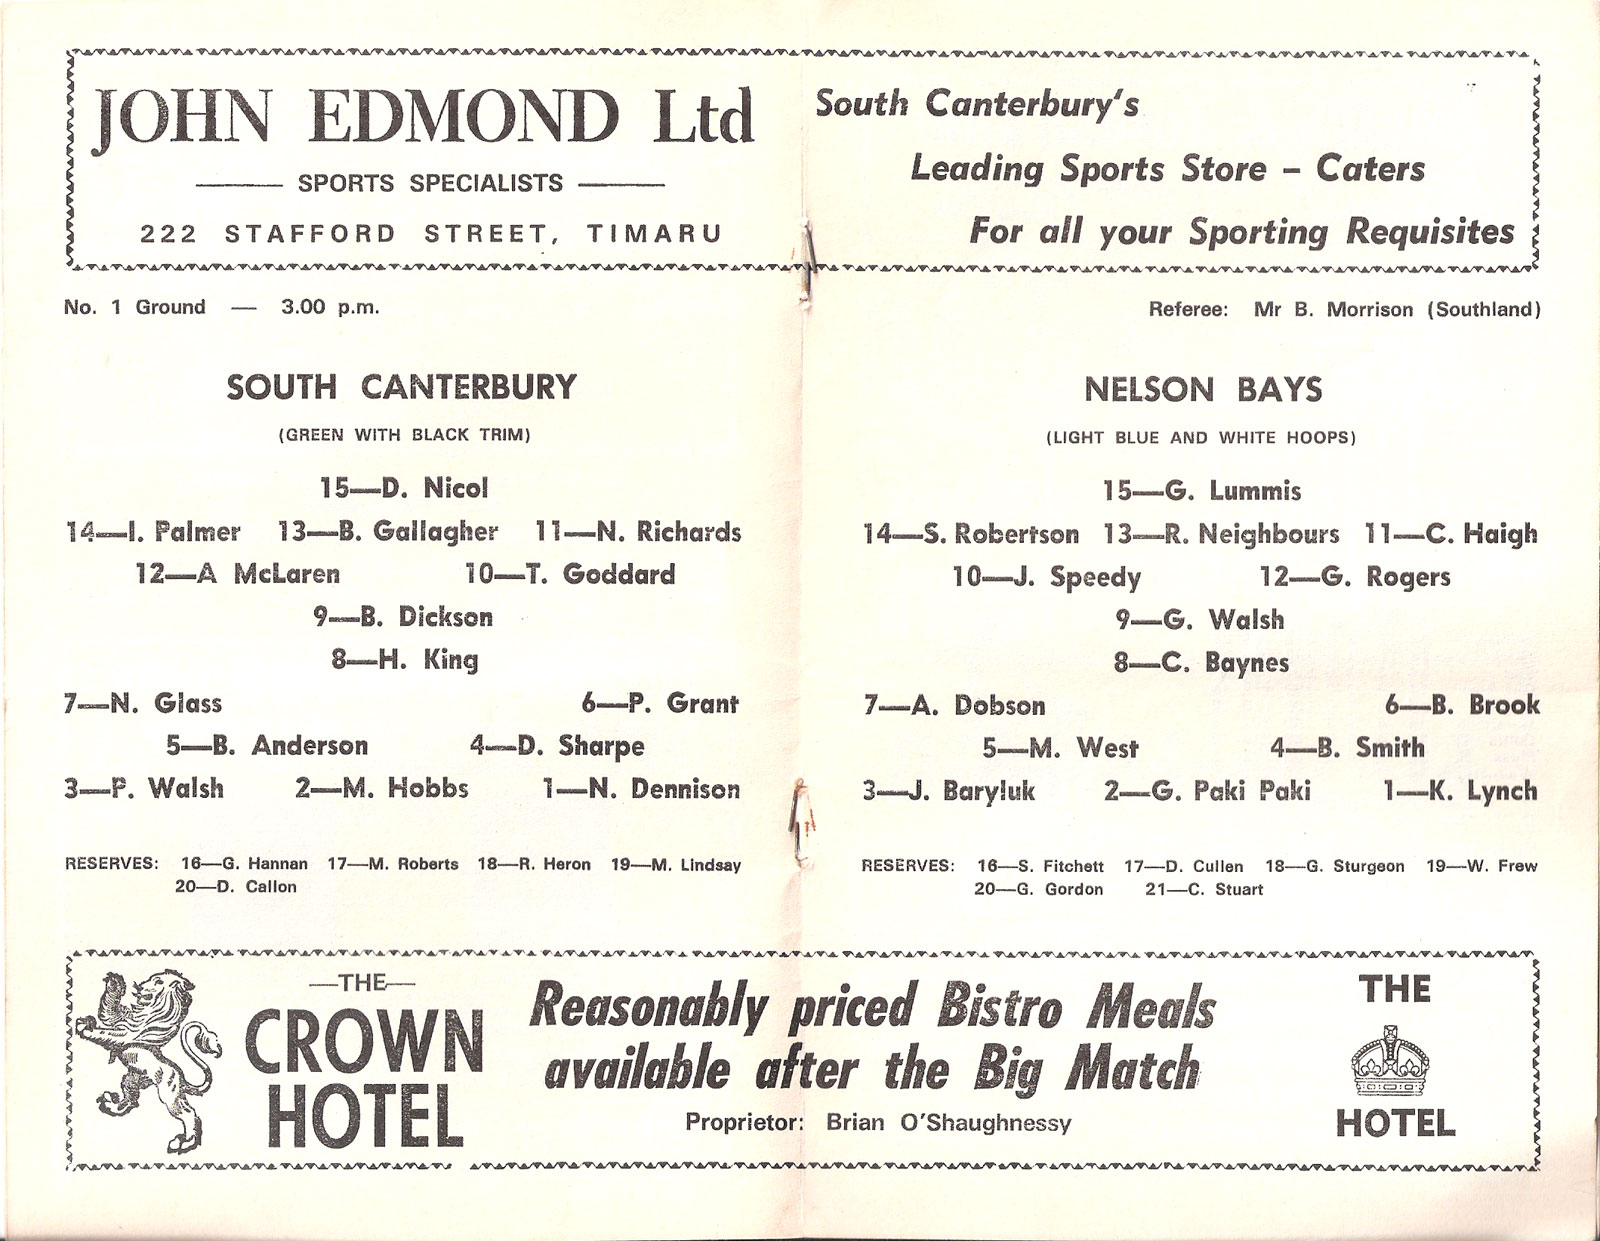 JOHN EDMOND Ltd
SPORTS SPECIALISTS
222 STAFFORD STREET, TIMARU
South Canterbury's
Leading Sports Store – Caters
For all your Sporting Requisites
No. 1 Ground — 3.00 p.m.
Referee: Mr B. Morrison (Southland)
SOUTH CANTERBURY
(GREEN WITH BLACK TRIM)
15—D. Nicol
14—I. Palmer 13—B. Gallagher 11—N. Richards
12—A McLaren 10—T. Goddard
9—B. Dickson
8—H. King
7—N. Glass 6—P. Grant
5—B. Anderson 4—D. Sharpe
3—P. Walsh 2—M. Hobbs 1—N. Dennison
RESERVES: 16—G. Hannan 17—M. Roberts 18—R. Heron 19—M. Lindsay
20—D. Callon
NELSON BAYS
(LIGHT BLUE AND WHITE HOOPS)
15—G. Lummis
14—S. Robertson 13—R. Neighbours 11—C. Haigh
10—J. Speedy 12—G. Rogers
9—G. Walsh
8—C. Baynes
7—A. Dobson 6—B. Brook
5—M. West 4—B. Smith
3—J. Baryluk 2—G. Paki Paki 1—K. Lynch
RESERVES: 16—S. Fitchett 17—D. Cullen 18—G. Sturgeon 19—W. Frew
20—G. Gordon 21—C. Stuart
—THE—
CROWN
HOTEL
Reasonably priced Bistro Meals
available after the Big Match
Proprietor: Brian O'Shaughnessy
THE
HOTEL